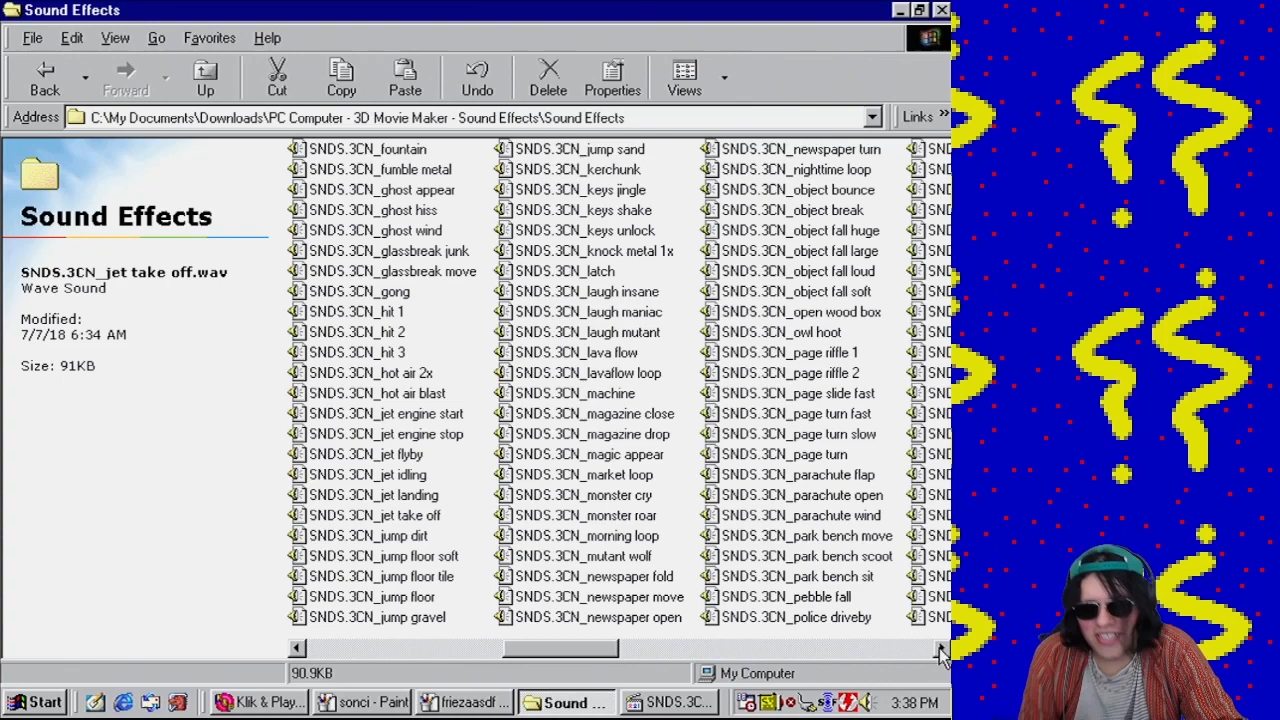 Sound Effects
File Edit View Go Favorites Help
Back Forward Up Cut Copy Paste Undo Delete Properties Views
Address C:\My Documents\Downloads\PC Computer - 3D Movie Maker - Sound Effects\Sound Effects Links »
Sound Effects
SNDS.3CN_jet take off.wav
Wave Sound
Modified:
7/7/18 6:34 AM
Size: 91KB
SNDS.3CN_fountain
SNDS.3CN_fumble metal
SNDS.3CN_ghost appear
SNDS.3CN_ghost hiss
SNDS.3CN_ghost wind
SNDS.3CN_glassbreak junk
SNDS.3CN_glassbreak move
SNDS.3CN_gong
SNDS.3CN_hit 1
SNDS.3CN_hit 2
SNDS.3CN_hit 3
SNDS.3CN_hot air 2x
SNDS.3CN_hot air blast
SNDS.3CN_jet engine start
SNDS.3CN_jet engine stop
SNDS.3CN_jet flyby
SNDS.3CN_jet idling
SNDS.3CN_jet landing
SNDS.3CN_jet take off
SNDS.3CN_jump dirt
SNDS.3CN_jump floor soft
SNDS.3CN_jump floor tile
SNDS.3CN_jump floor
SNDS.3CN_jump gravel
SNDS.3CN_jump sand
SNDS.3CN_kerchunk
SNDS.3CN_keys jingle
SNDS.3CN_keys shake
SNDS.3CN_keys unlock
SNDS.3CN_knock metal 1x
SNDS.3CN_latch
SNDS.3CN_laugh insane
SNDS.3CN_laugh maniac
SNDS.3CN_laugh mutant
SNDS.3CN_lava flow
SNDS.3CN_lavaflow loop
SNDS.3CN_machine
SNDS.3CN_magazine close
SNDS.3CN_magazine drop
SNDS.3CN_magic appear
SNDS.3CN_market loop
SNDS.3CN_monster cry
SNDS.3CN_monster roar
SNDS.3CN_morning loop
SNDS.3CN_mutant wolf
SNDS.3CN_newspaper fold
SNDS.3CN_newspaper move
SNDS.3CN_newspaper open
SNDS.3CN_newspaper turn
SNDS.3CN_nighttime loop
SNDS.3CN_object bounce
SNDS.3CN_object break
SNDS.3CN_object fall huge
SNDS.3CN_object fall large
SNDS.3CN_object fall loud
SNDS.3CN_object fall soft
SNDS.3CN_open wood box
SNDS.3CN_owl hoot
SNDS.3CN_page riffle 1
SNDS.3CN_page riffle 2
SNDS.3CN_page slide fast
SNDS.3CN_page turn fast
SNDS.3CN_page turn slow
SNDS.3CN_page turn
SNDS.3CN_parachute flap
SNDS.3CN_parachute open
SNDS.3CN_parachute wind
SNDS.3CN_park bench move
SNDS.3CN_park bench scoot
SNDS.3CN_park bench sit
SNDS.3CN_pebble fall
SNDS.3CN_police driveby
90.9KB My Computer
Start Klik & Play... sonci - Paint friezaasdf ... Sound ... SNDS.3C... 3:38 PM